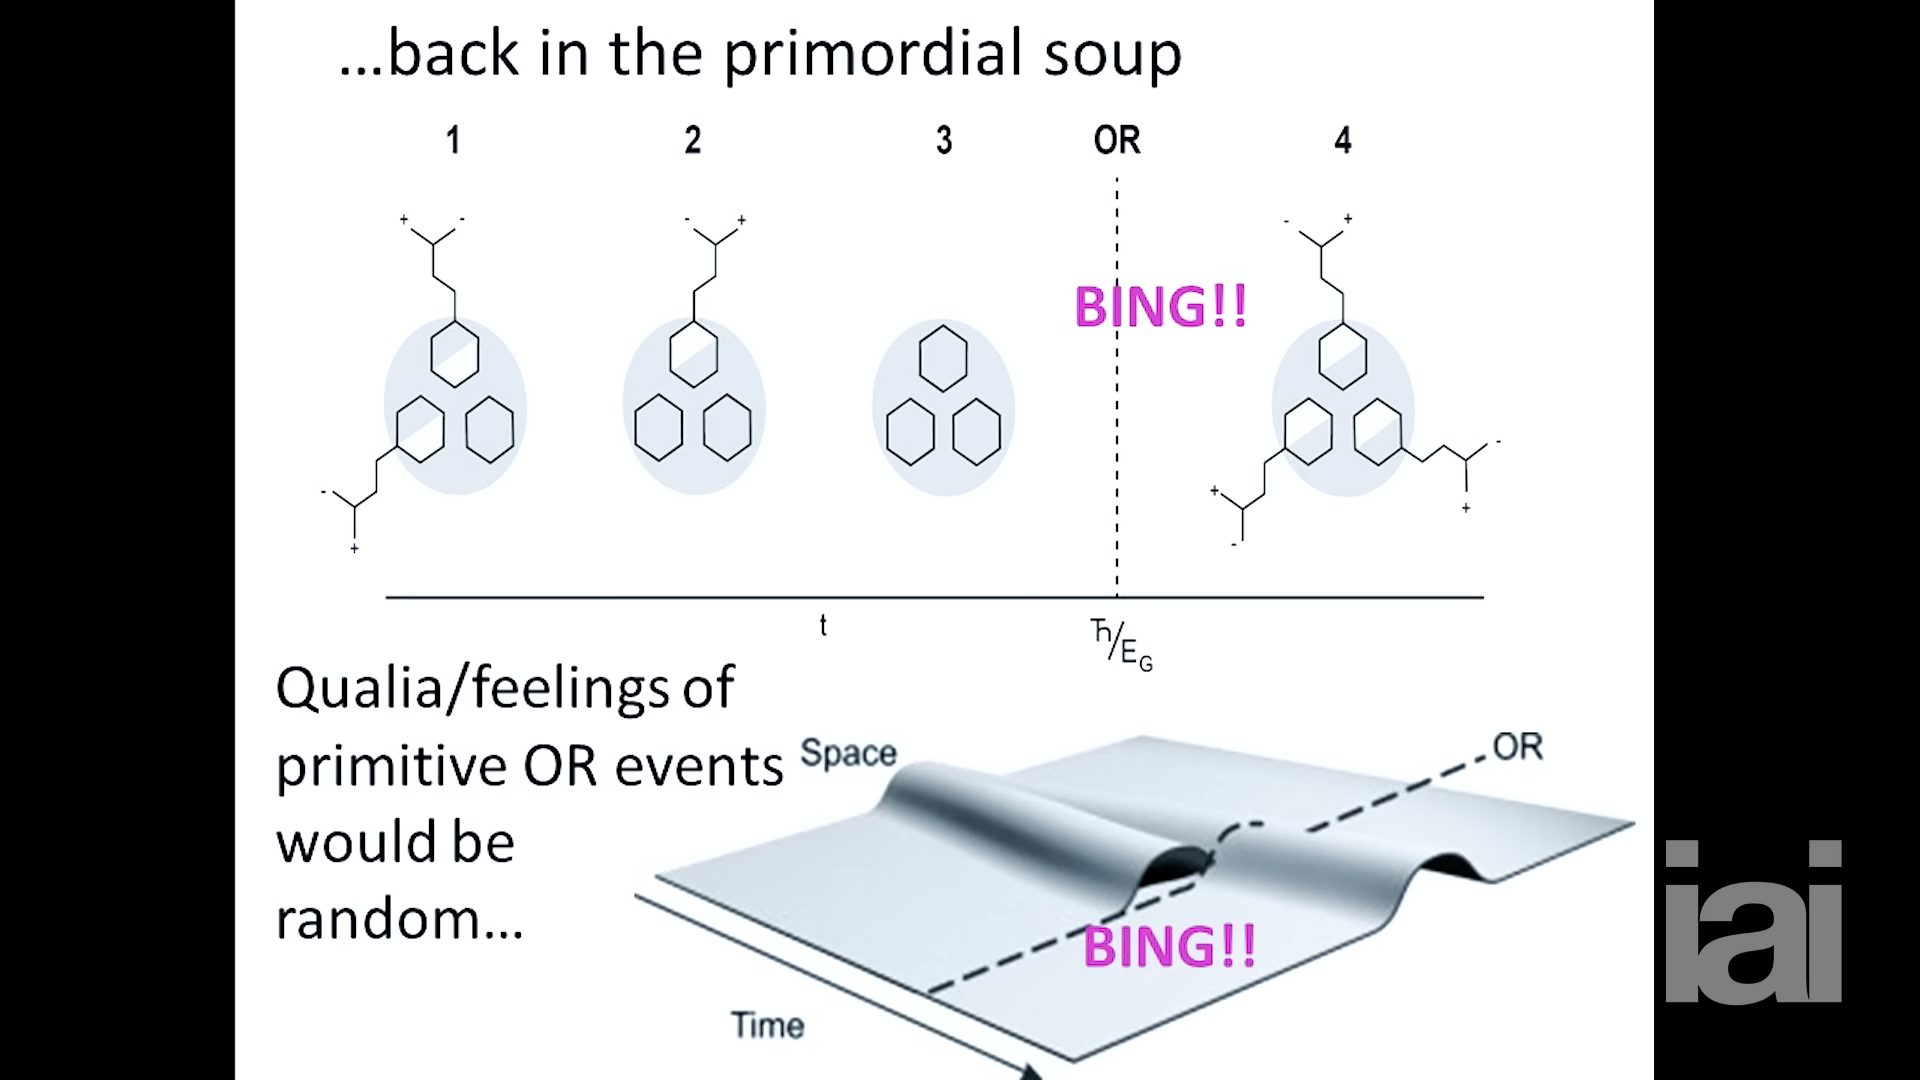 ...back in the primordial soup
1 2 3 OR 4
+ - - + - +
BING!!
- + - +
+ -
t
ħ/E_G
Qualia/feelings of
primitive OR events
would be
random...
Space
OR
BING!!
Time
iai